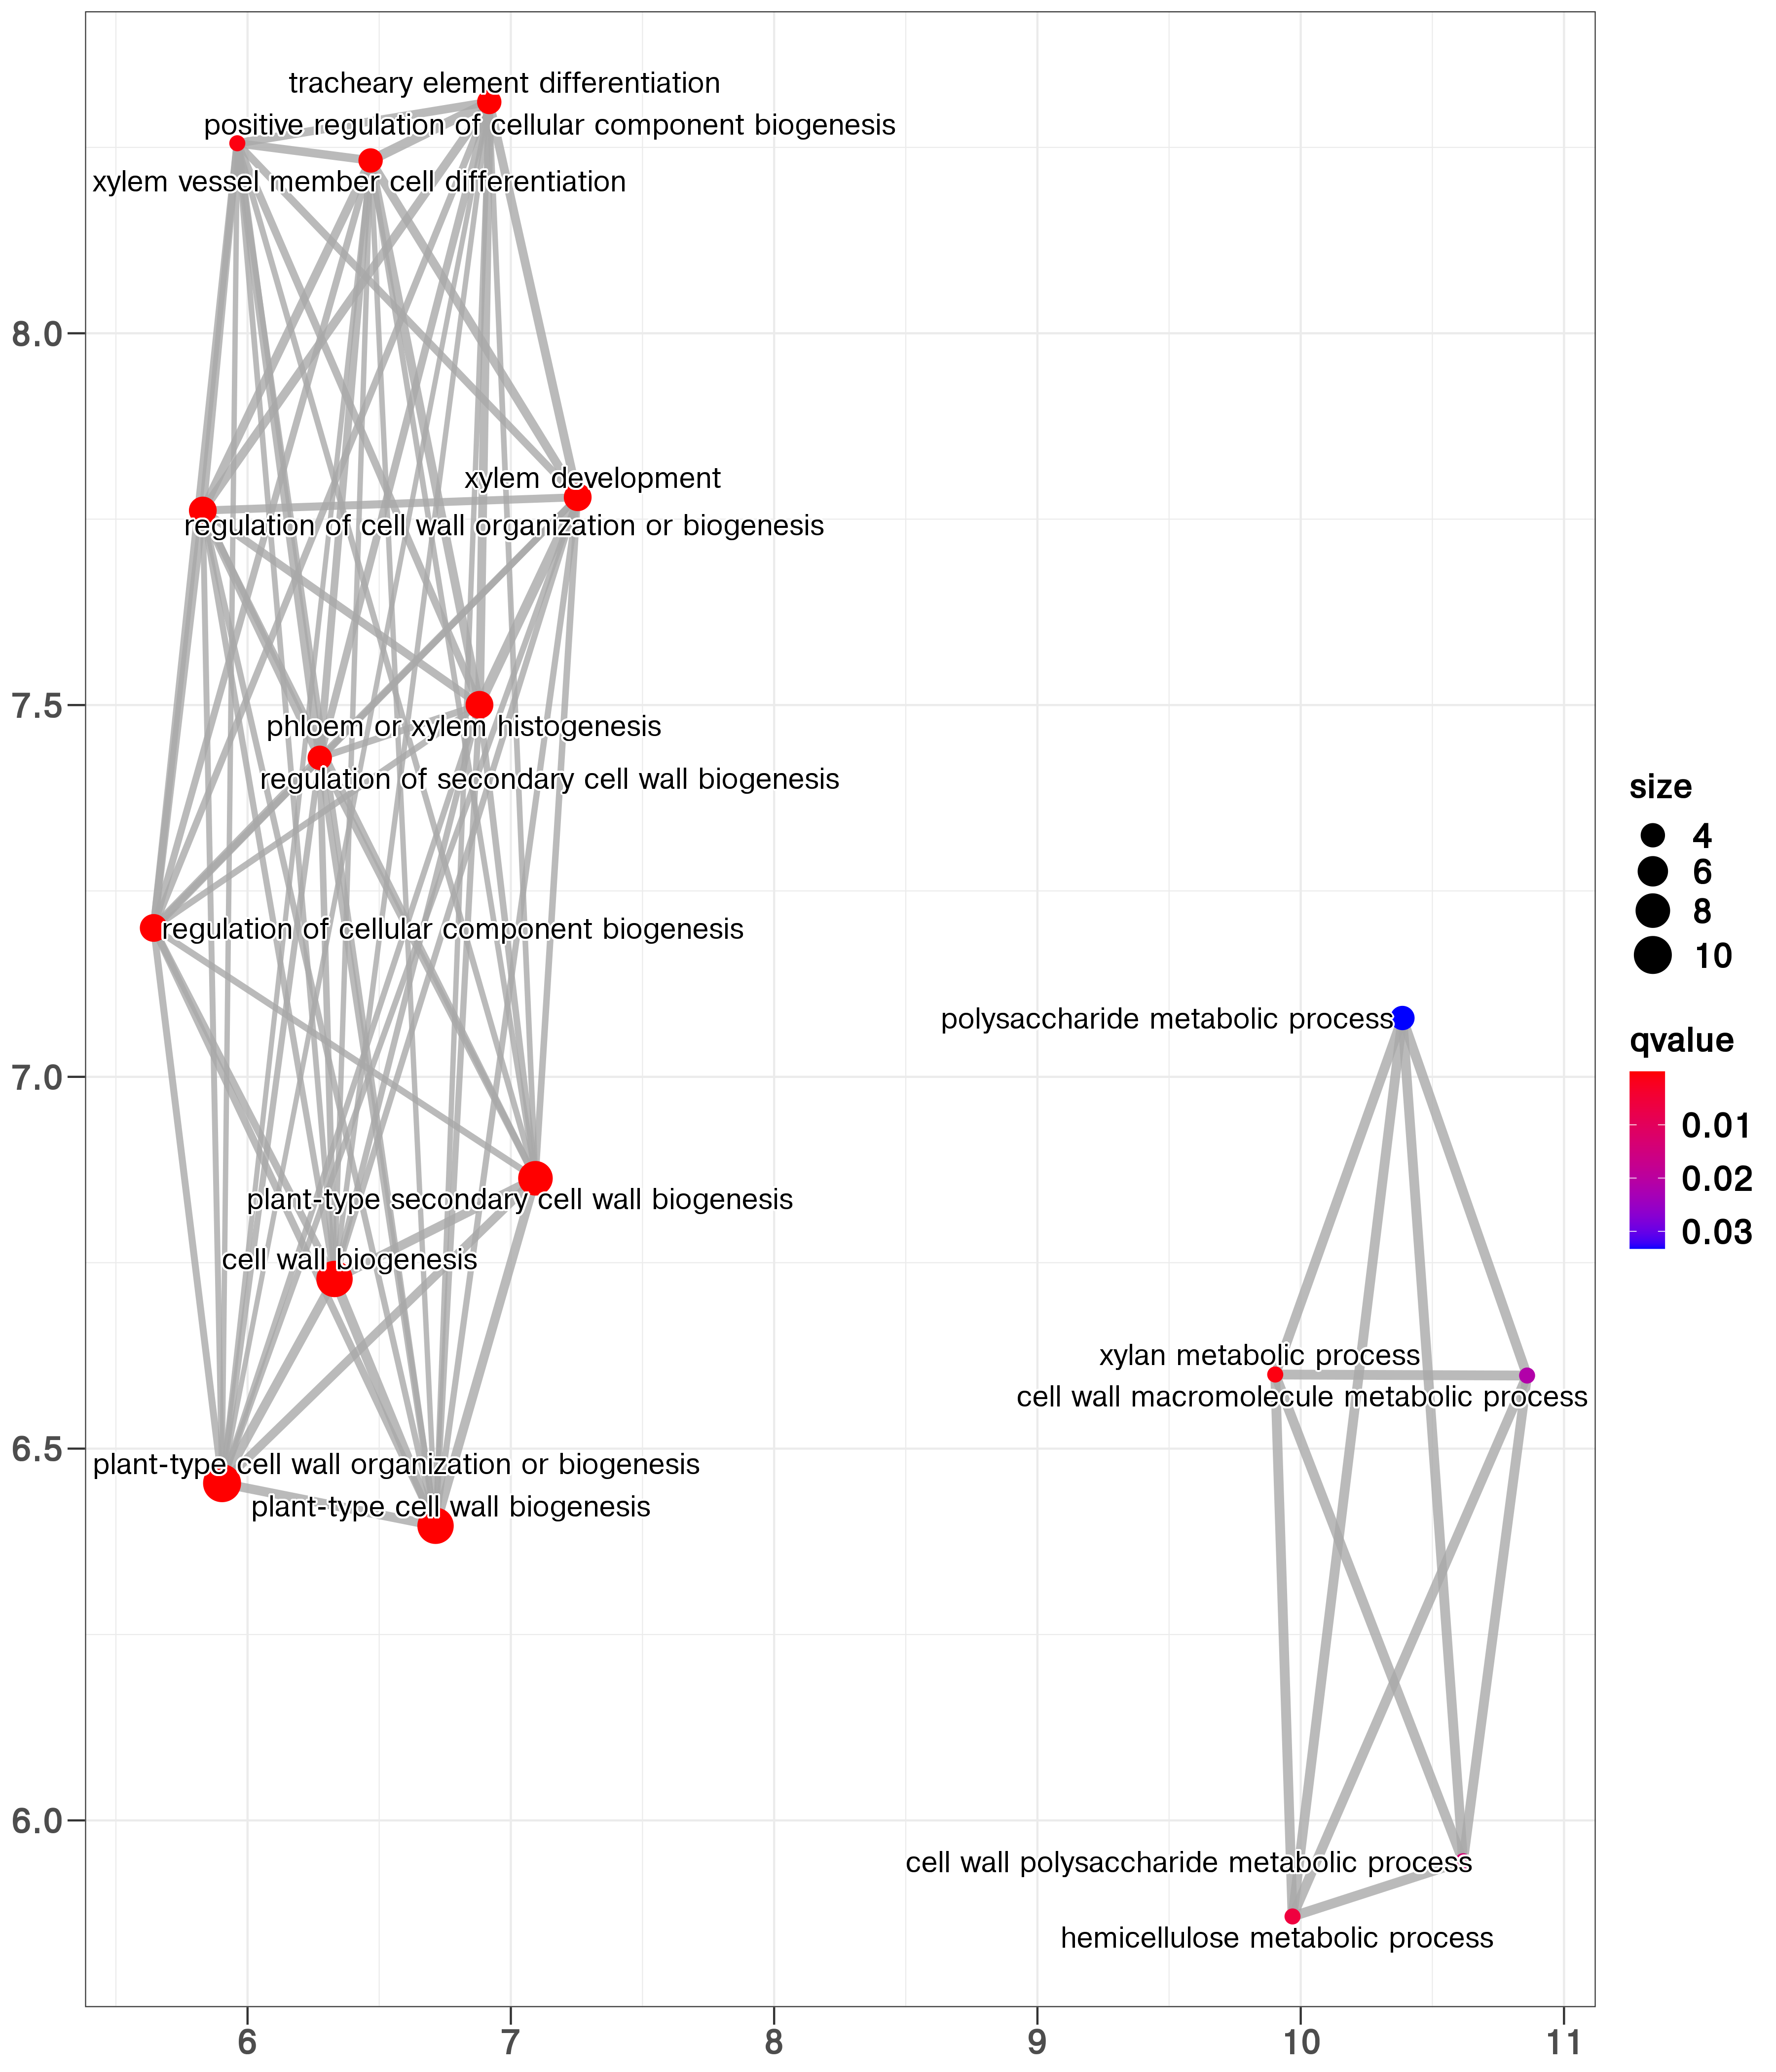 tracheary element differentiation
positive regulation of cellular component biogenesis
xylem vessel member cell differentiation
8.0
xylem development
regulation of cell wall organization or biogenesis
7.5
phloem or xylem histogenesis
regulation of secondary cell wall biogenesis
size
4
6
8
10
regulation of cellular component biogenesis
polysaccharide metabolic process
qvalue
0.01
0.02
0.03
7.0
plant-type secondary cell wall biogenesis
cell wall biogenesis
xylan metabolic process
cell wall macromolecule metabolic process
6.5
plant-type cell wall organization or biogenesis
plant-type cell wall biogenesis
6.0
cell wall polysaccharide metabolic process
hemicellulose metabolic process
6 7 8 9 10 11